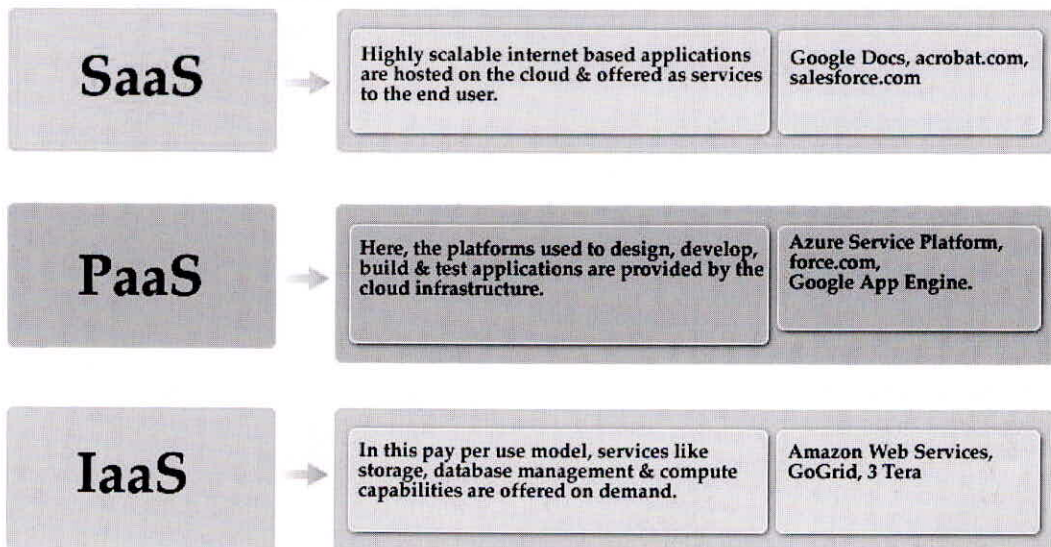 SaaS
Highly scalable internet based applications
are hosted on the cloud & offered as services
to the end user.
Google Docs, acrobat.com,
salesforce.com
PaaS
Here, the platforms used to design, develop,
build & test applications are provided by the
cloud infrastructure.
Azure Service Platform,
force.com,
Google App Engine.
IaaS
In this pay per use model, services like
storage, database management & compute
capabilities are offered on demand.
Amazon Web Services,
GoGrid, 3 Tera